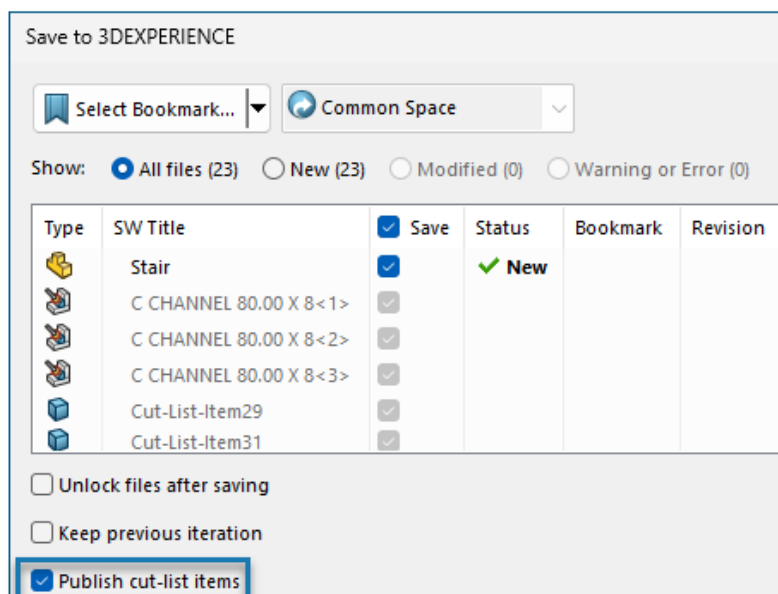 Save to 3DEXPERIENCE
Select Bookmark... Common Space
Show: All files (23) New (23) Modified (0) Warning or Error (0)
Type SW Title Save Status Bookmark Revision
Stair New
C CHANNEL 80.00 X 8<1>
C CHANNEL 80.00 X 8<2>
C CHANNEL 80.00 X 8<3>
Cut-List-Item29
Cut-List-Item31
Unlock files after saving
Keep previous iteration
Publish cut-list items